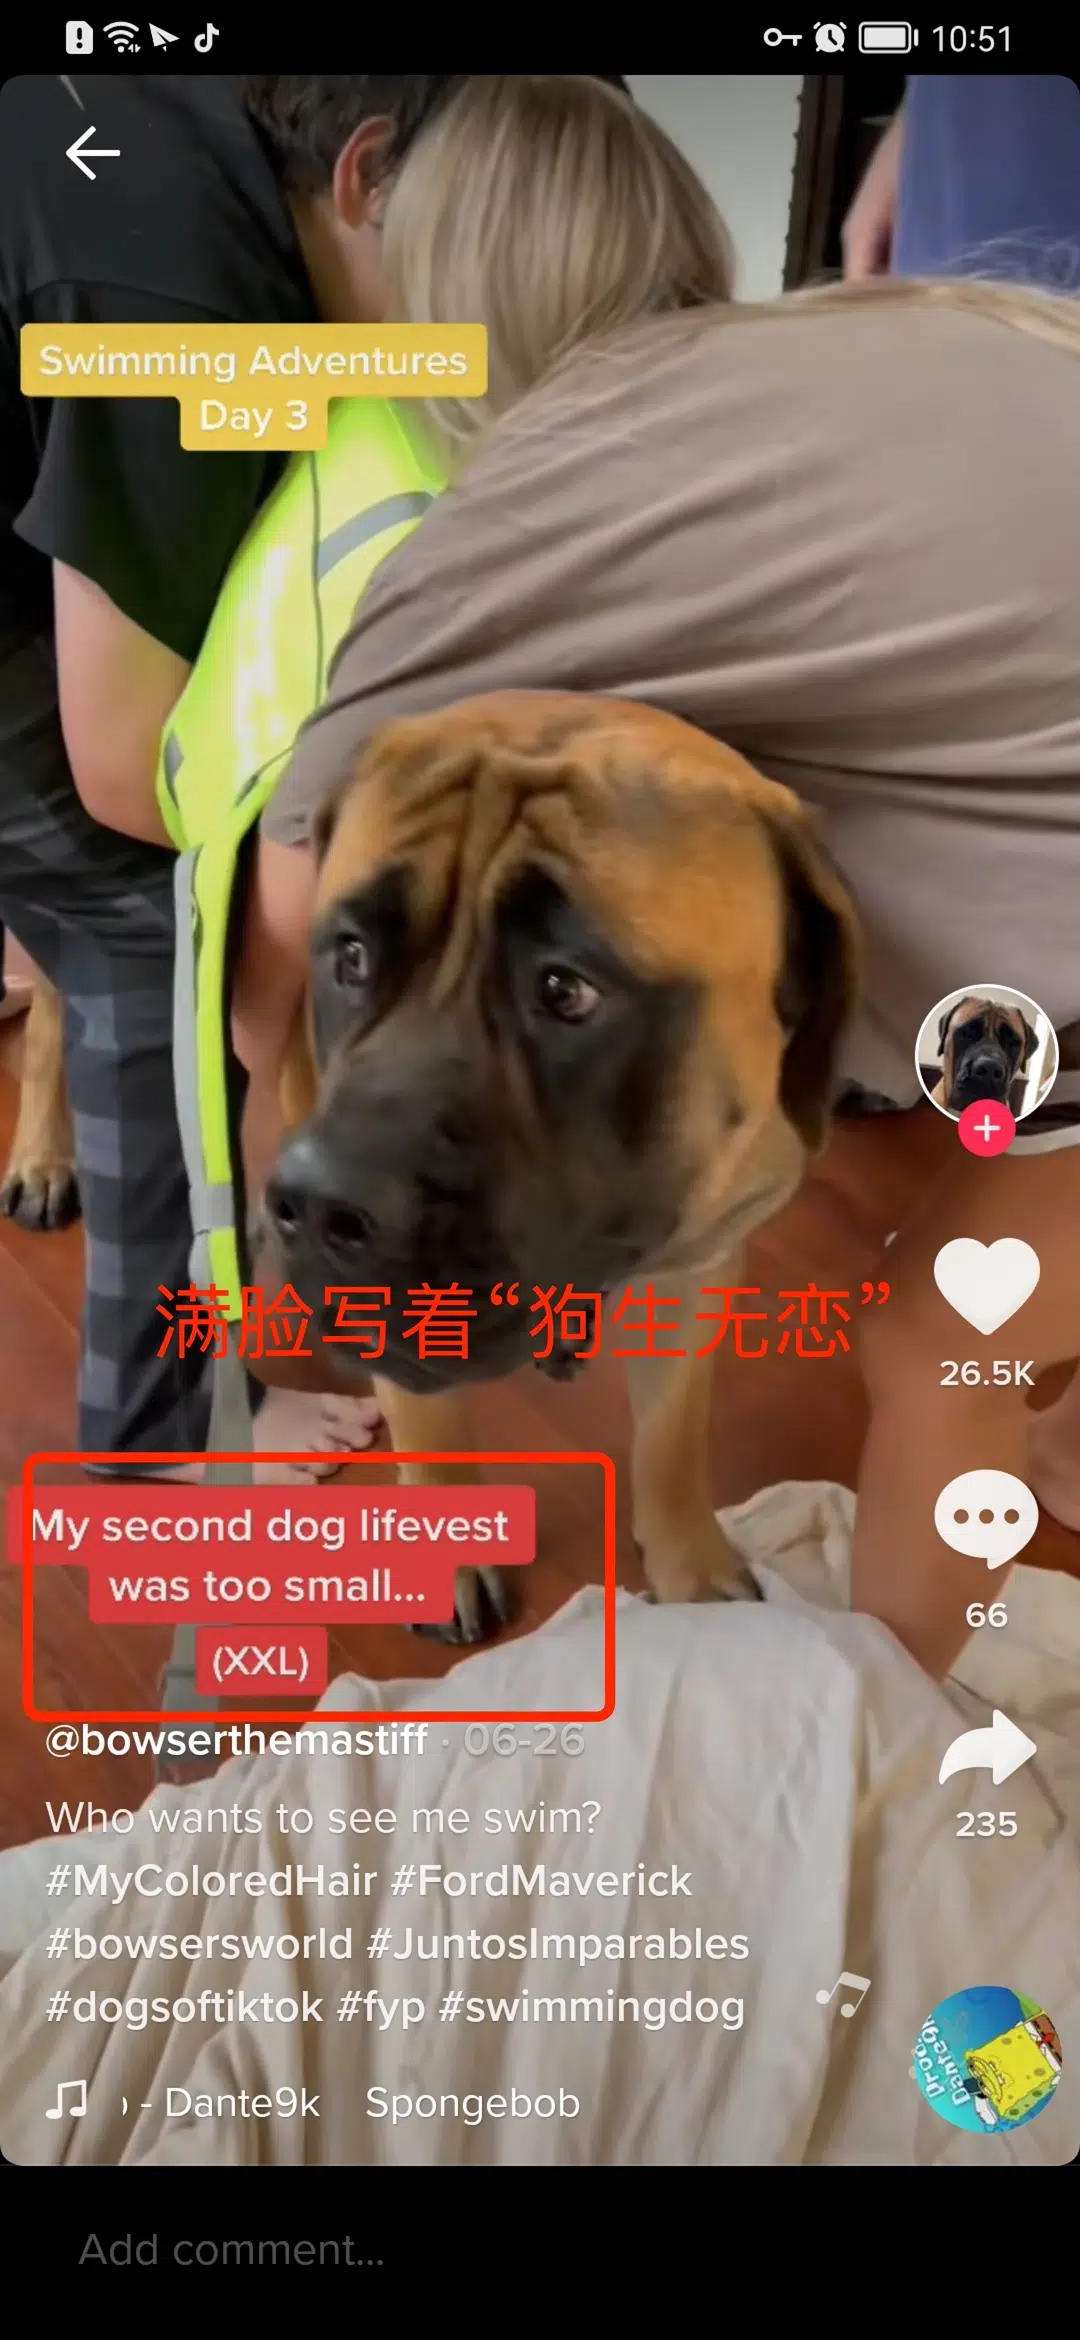 10:51
Swimming Adventures
Day 3
满脸写着“狗生无恋”
26.5K
My second dog lifevest
was too small...
(XXL)
66
@bowserthemastiff · 06-26
Who wants to see me swim?
235
#MyColoredHair #FordMaverick
#bowsersworld #JuntosImparables
#dogsoftiktok #fyp #swimmingdog
- Dante9k Spongebob
Add comment...